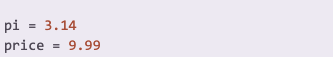 pi = 3.14
price = 9.99